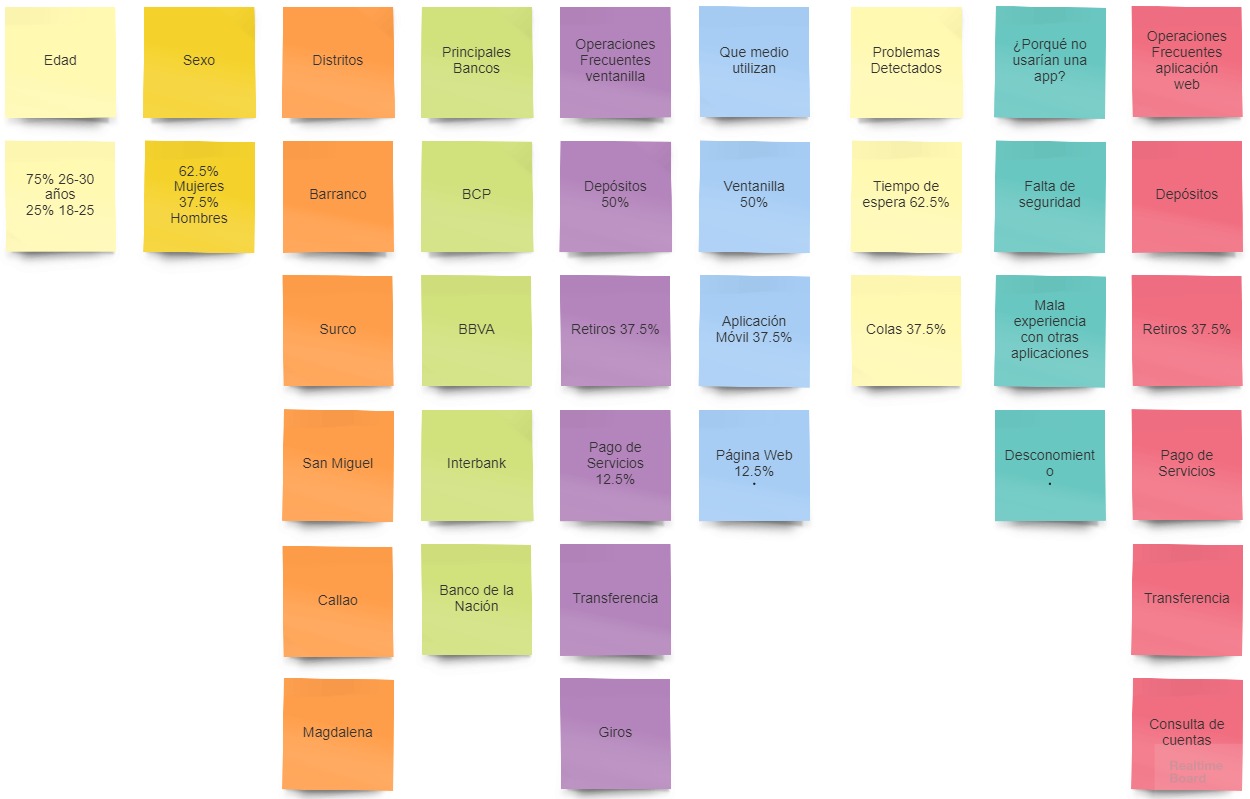 Edad
Sexo
Distritos
Principales
Bancos
Operaciones
Frecuentes
ventanilla
Que medio
utilizan
Problemas
Detectados
¿Porqué no
usarían una
app?
Operaciones
Frecuentes
aplicación
web
75% 26-30
años
25% 18-25
62.5%
Mujeres
37.5%
Hombres
Barranco
BCP
Depósitos
50%
Ventanilla
50%
Tiempo de
espera 62.5%
Falta de
seguridad
Depósitos
Surco
BBVA
Retiros 37.5%
Aplicación
Móvil 37.5%
Colas 37.5%
Mala
experiencia
con otras
aplicaciones
Retiros 37.5%
San Miguel
Interbank
Pago de
Servicios
12.5%
Página Web
12.5%
•
Desconomient
o
•
Pago de
Servicios
Callao
Banco de la
Nación
Transferencia
Transferencia
Magdalena
Giros
Consulta de
cuentas
Realtime
Board